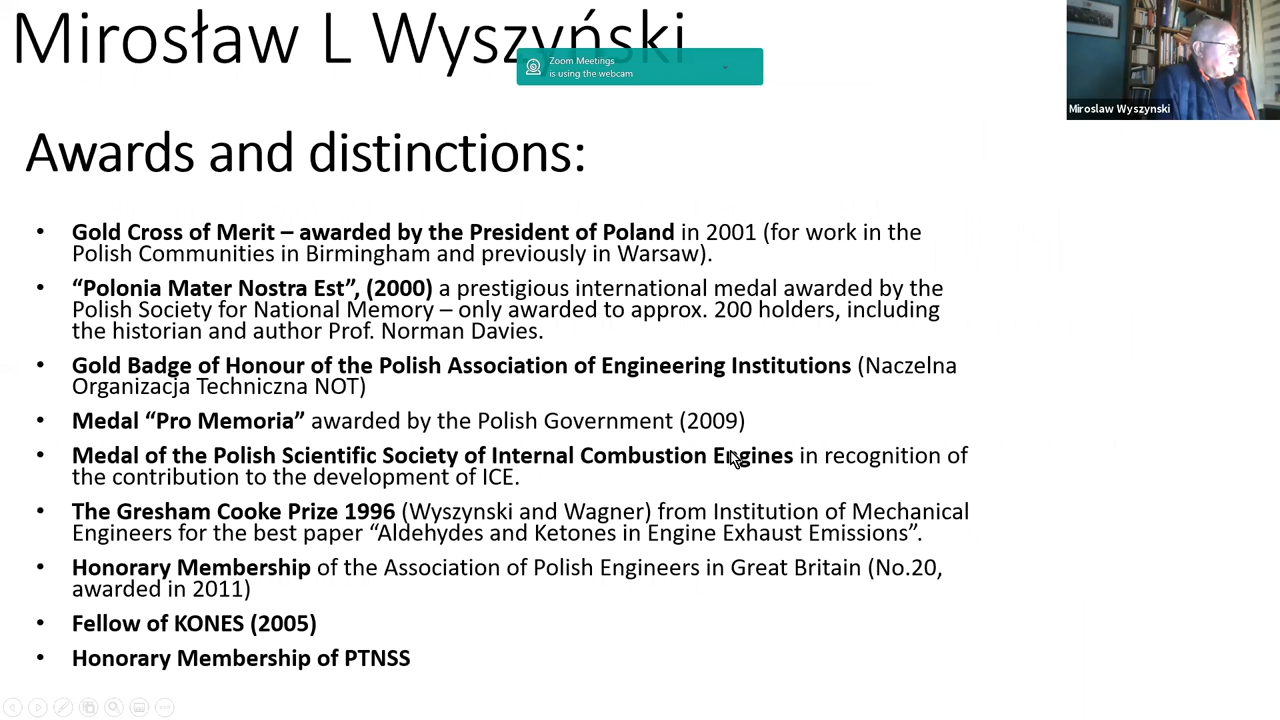 Mirosław L Wyszyński
Zoom Meetings
is using the webcam
Miroslaw Wyszynski
Awards and distinctions:
• Gold Cross of Merit – awarded by the President of Poland in 2001 (for work in the
Polish Communities in Birmingham and previously in Warsaw).
• “Polonia Mater Nostra Est”, (2000) a prestigious international medal awarded by the
Polish Society for National Memory – only awarded to approx. 200 holders, including
the historian and author Prof. Norman Davies.
• Gold Badge of Honour of the Polish Association of Engineering Institutions (Naczelna
Organizacja Techniczna NOT)
• Medal “Pro Memoria” awarded by the Polish Government (2009)
• Medal of the Polish Scientific Society of Internal Combustion Engines in recognition of
the contribution to the development of ICE.
• The Gresham Cooke Prize 1996 (Wyszynski and Wagner) from Institution of Mechanical
Engineers for the best paper “Aldehydes and Ketones in Engine Exhaust Emissions”.
• Honorary Membership of the Association of Polish Engineers in Great Britain (No.20,
awarded in 2011)
• Fellow of KONES (2005)
• Honorary Membership of PTNSS